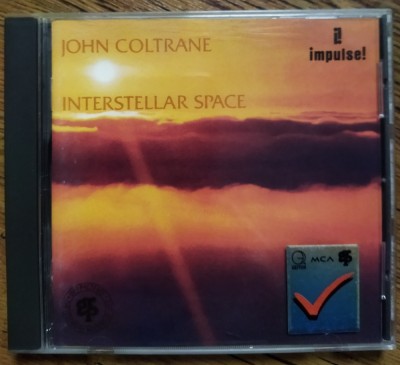 JOHN COLTRANE
impulse!
INTERSTELLAR SPACE
MCA